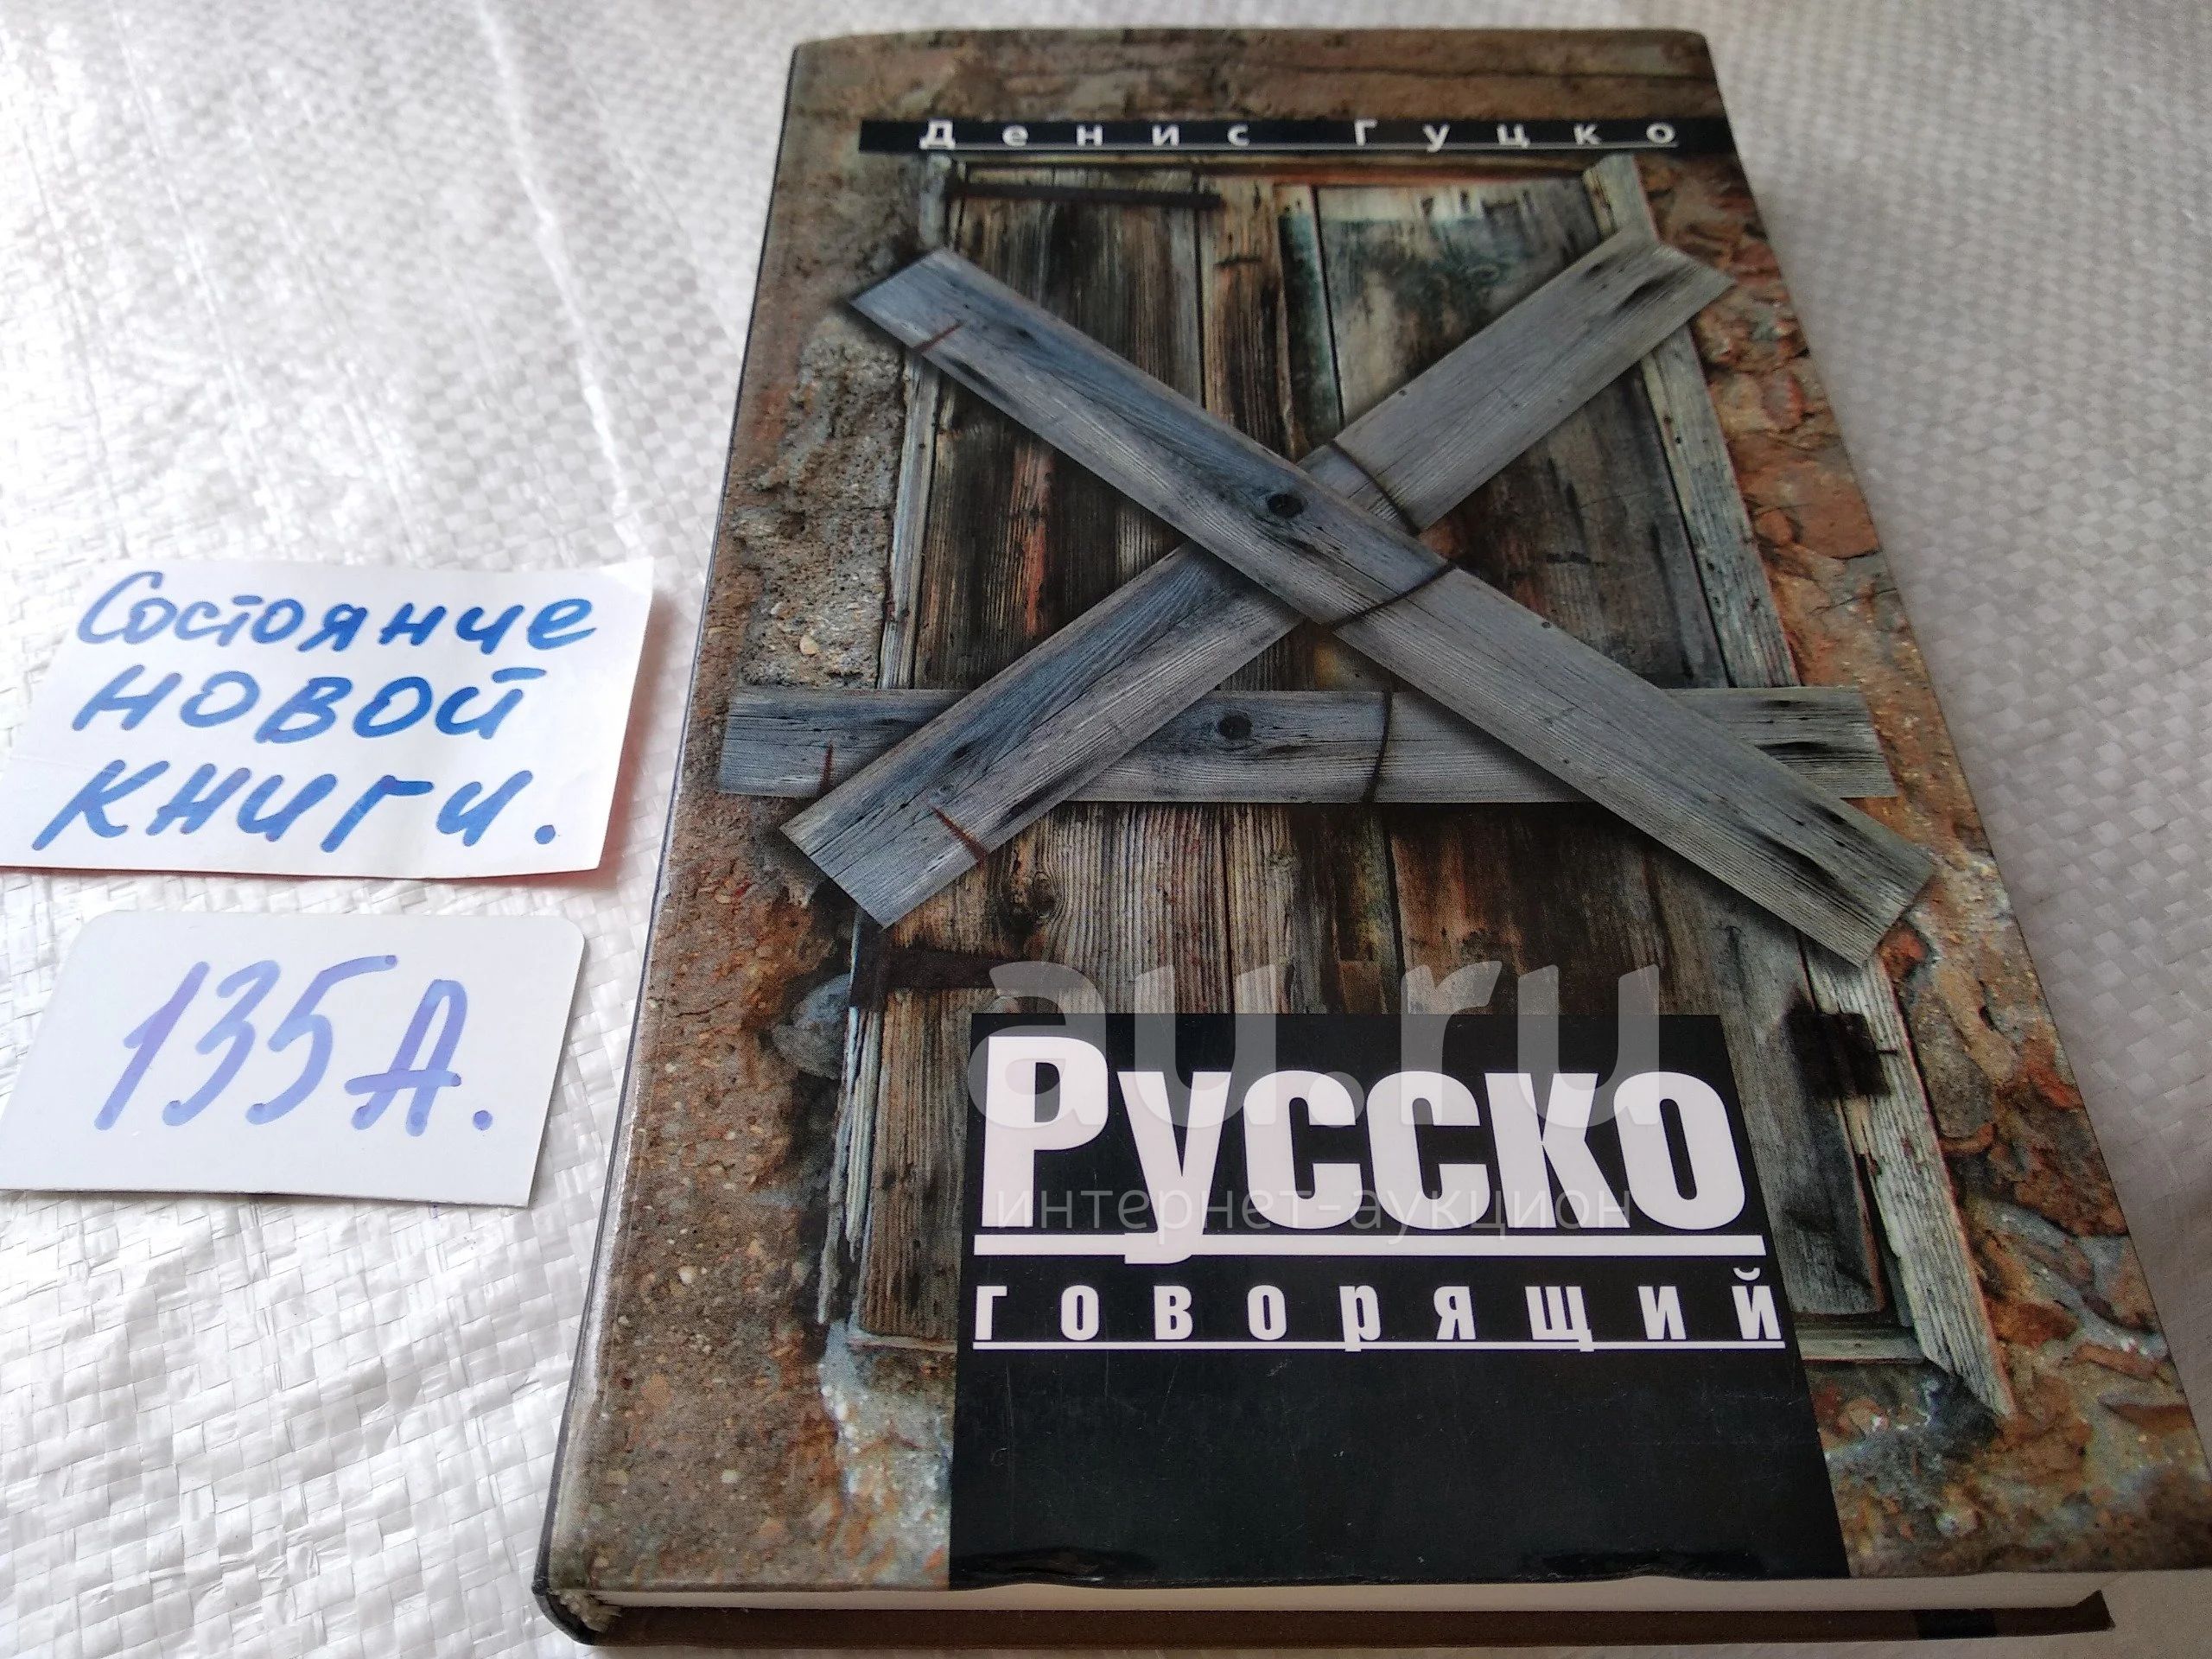 Денис Гуцко
Состояние
новой
книги.
135А.
au.ru
Русско
интернет-аукцион
говорящий